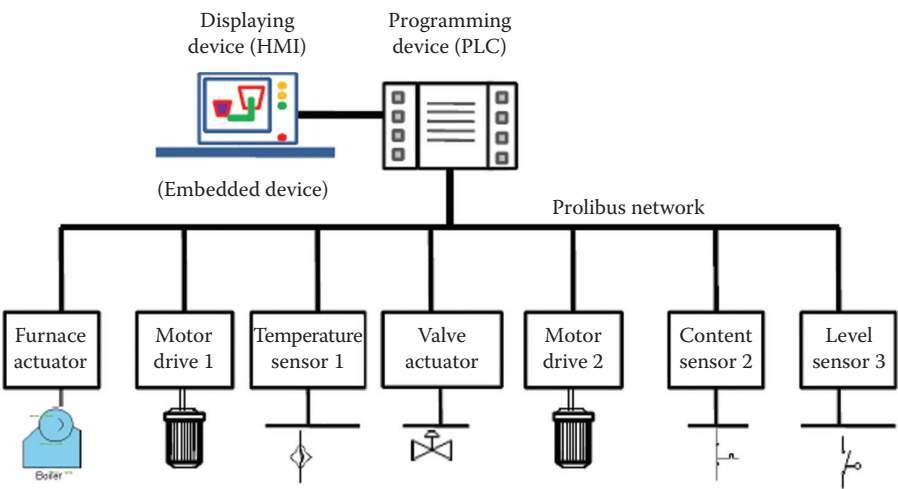 Displaying
device (HMI)
Programming
device (PLC)
(Embedded device)
Prolibus network
Furnace
actuator
Motor
drive 1
Temperature
sensor 1
Valve
actuator
Motor
drive 2
Content
sensor 2
Level
sensor 3
Boiler